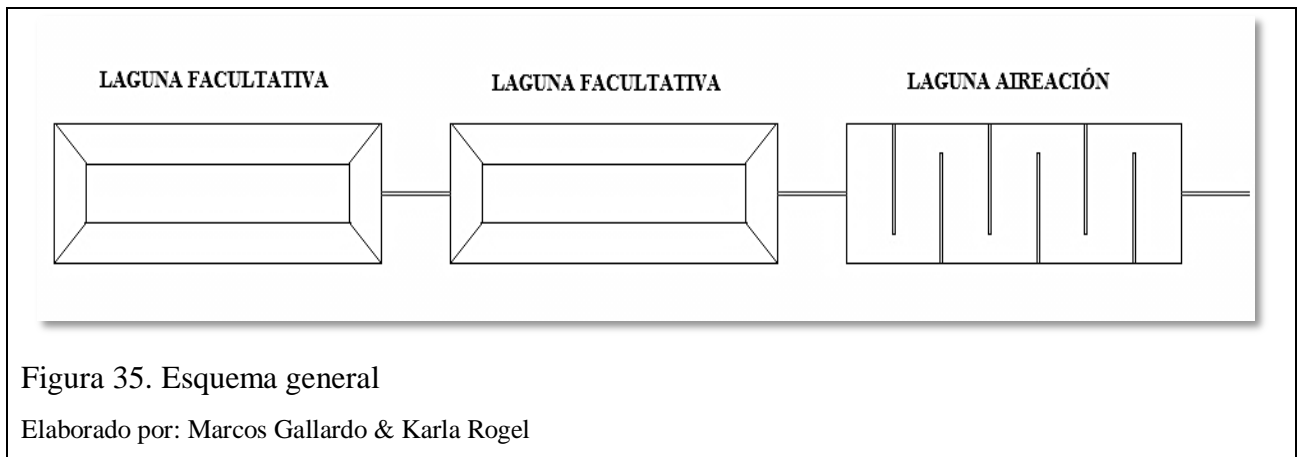 LAGUNA FACULTATIVA
LAGUNA FACULTATIVA
LAGUNA AIREACIÓN
Figura 35. Esquema general
Elaborado por: Marcos Gallardo & Karla Rogel